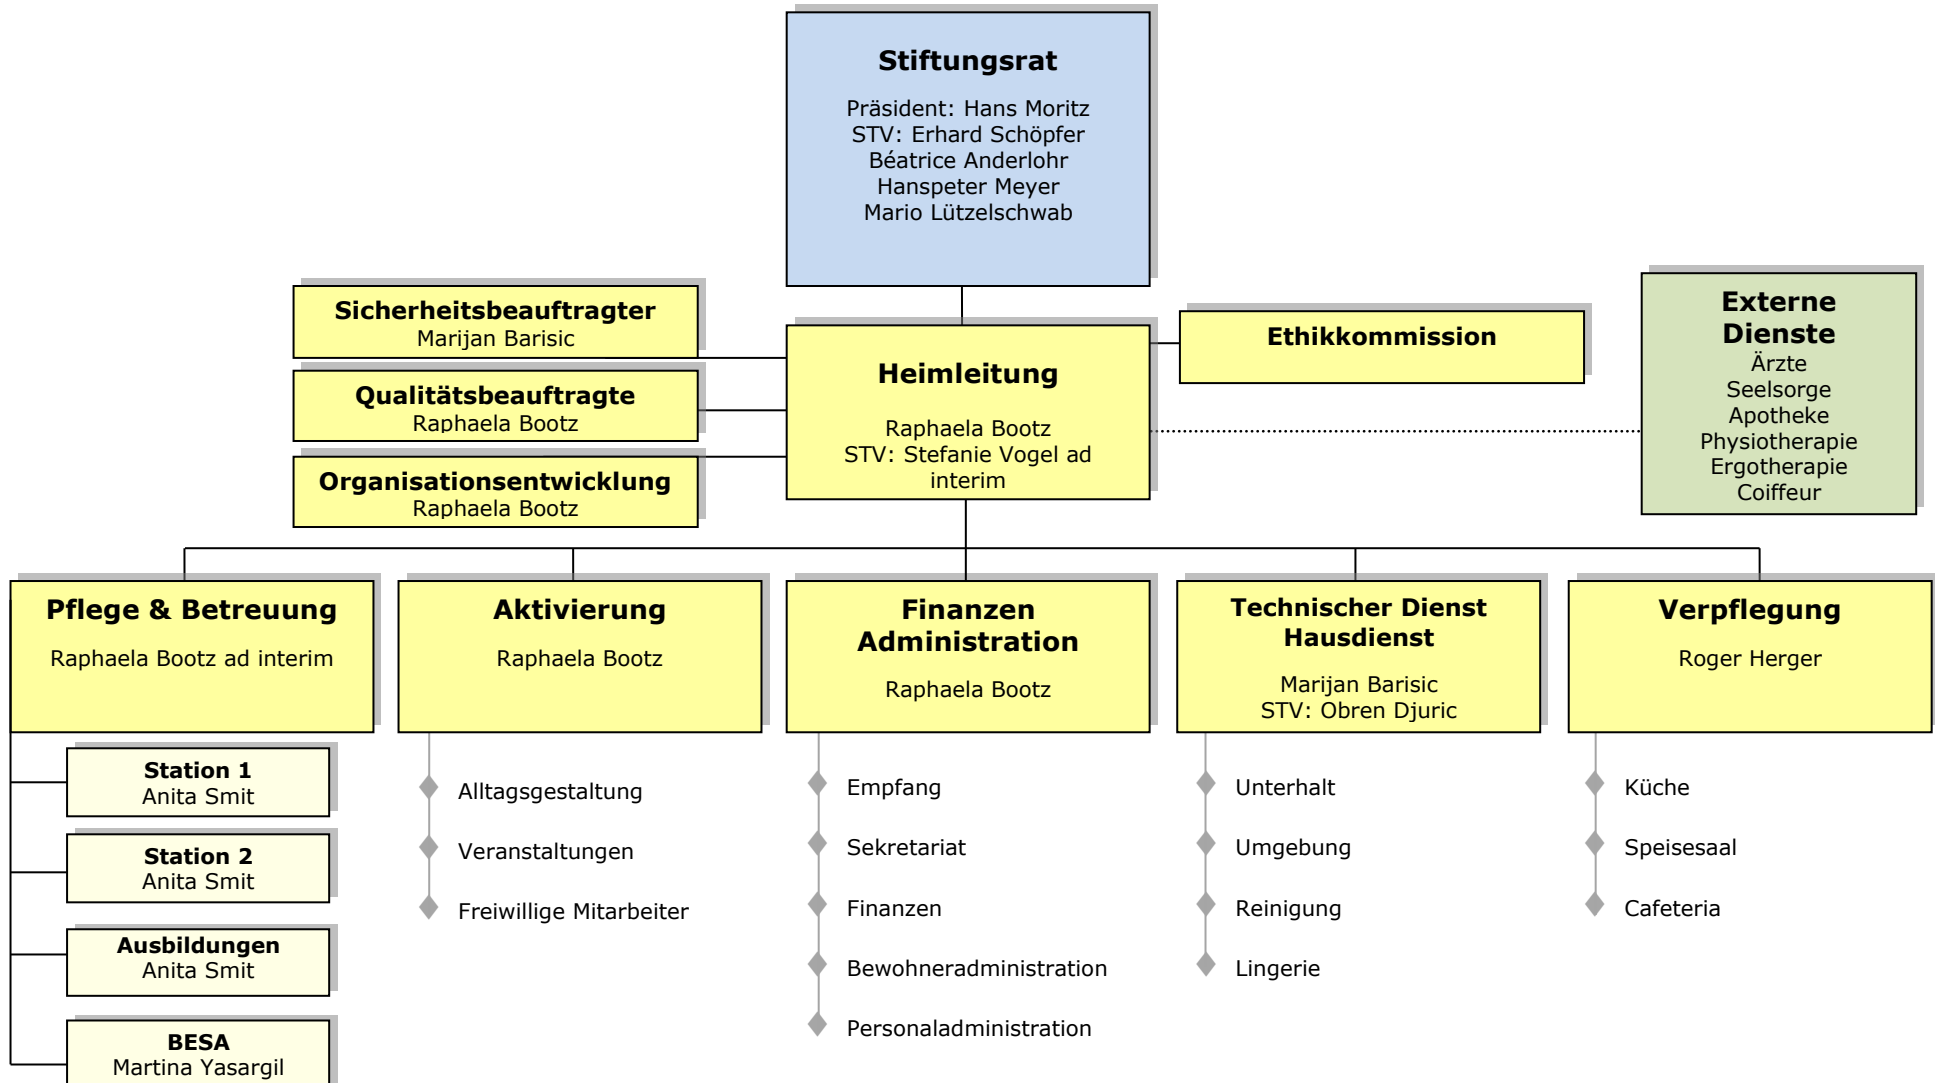 Stiftungsrat
Präsident: Hans Moritz
STV: Erhard Schöpfer
Béatrice Anderlohr
Hanspeter Meyer
Mario Lützelschwab
Sicherheitsbeauftragter
Marijan Barisic
Qualitätsbeauftragte
Raphaela Bootz
Organisationsentwicklung
Raphaela Bootz
Heimleitung
Raphaela Bootz
STV: Stefanie Vogel ad
interim
Ethikkommission
Externe
Dienste
Ärzte
Seelsorge
Apotheke
Physiotherapie
Ergotherapie
Coiffeur
Pflege & Betreuung
Raphaela Bootz ad interim
Station 1
Anita Smit
Station 2
Anita Smit
Ausbildungen
Anita Smit
BESA
Martina Yasargil
Aktivierung
Raphaela Bootz
Alltagsgestaltung
Veranstaltungen
Freiwillige Mitarbeiter
Finanzen
Administration
Raphaela Bootz
Empfang
Sekretariat
Finanzen
Bewohneradministration
Personaladministration
Technischer Dienst
Hausdienst
Marijan Barisic
STV: Obren Djuric
Unterhalt
Umgebung
Reinigung
Lingerie
Verpflegung
Roger Herger
Küche
Speisesaal
Cafeteria